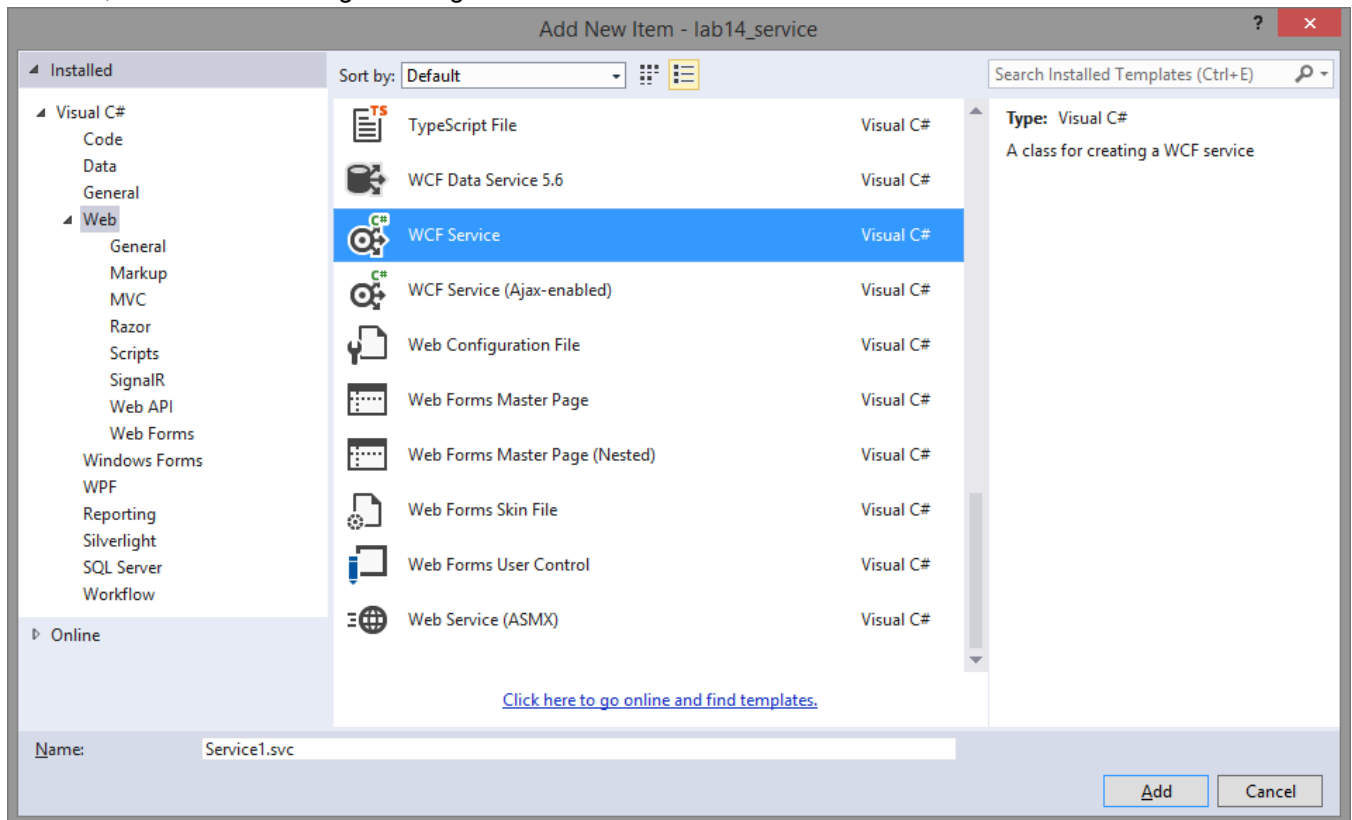 Add New Item - lab14_service
?
Installed
Sort by: Default
Search Installed Templates (Ctrl+E)
Visual C#
Code
Data
General
Web
General
Markup
MVC
Razor
Scripts
SignalR
Web API
Web Forms
Windows Forms
WPF
Reporting
Silverlight
SQL Server
Workflow
Online
TS
TypeScript File Visual C#
WCF Data Service 5.6 Visual C#
C#
WCF Service Visual C#
C#
WCF Service (Ajax-enabled) Visual C#
Web Configuration File Visual C#
Web Forms Master Page Visual C#
Web Forms Master Page (Nested) Visual C#
Web Forms Skin File Visual C#
Web Forms User Control Visual C#
Web Service (ASMX) Visual C#
Click here to go online and find templates.
Type: Visual C#
A class for creating a WCF service
Name: Service1.svc
Add Cancel